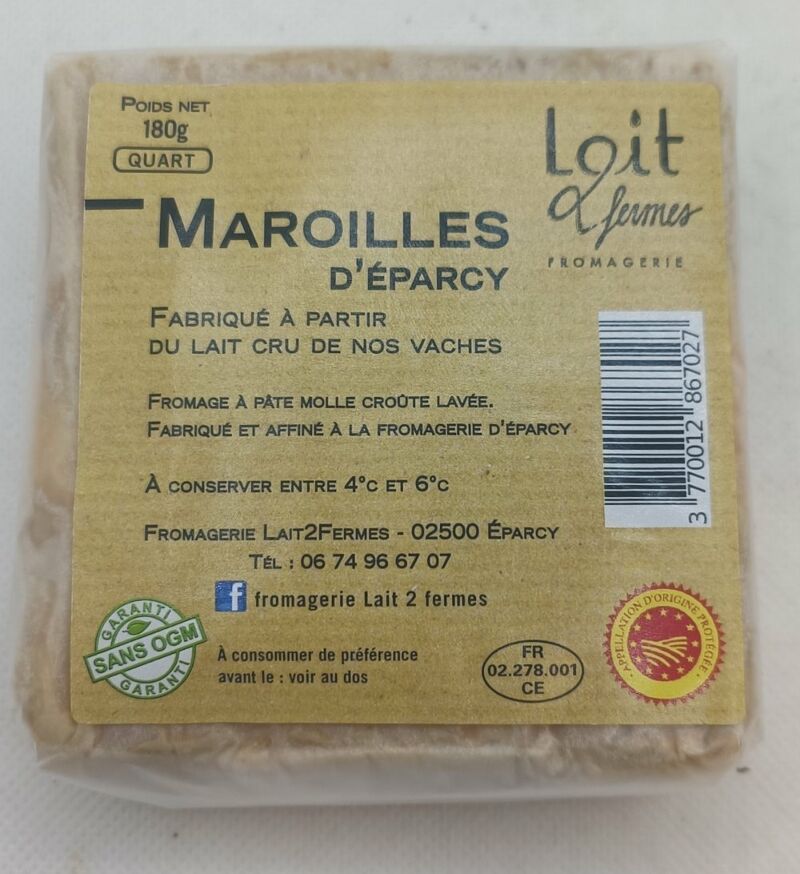 POIDS NET
180g
QUART
Lait
2 fermes
FROMAGERIE
MAROILLES
D'ÉPARCY
FABRIQUÉ À PARTIR
DU LAIT CRU DE NOS VACHES
FROMAGE À PÂTE MOLLE CROÛTE LAVÉE.
FABRIQUÉ ET AFFINÉ À LA FROMAGERIE D'ÉPARCY
À CONSERVER ENTRE 4°C ET 6°C
FROMAGERIE LAIT2FERMES - 02500 ÉPARCY
TÉL : 06 74 96 67 07
f fromagerie Lait 2 fermes
3 770012 867027
GARANTI
SANS OGM
GARANTI
À consommer de préférence
avant le : voir au dos
FR
02.278.001
CE
APPELLATION D'ORIGINE PROTÉGÉE